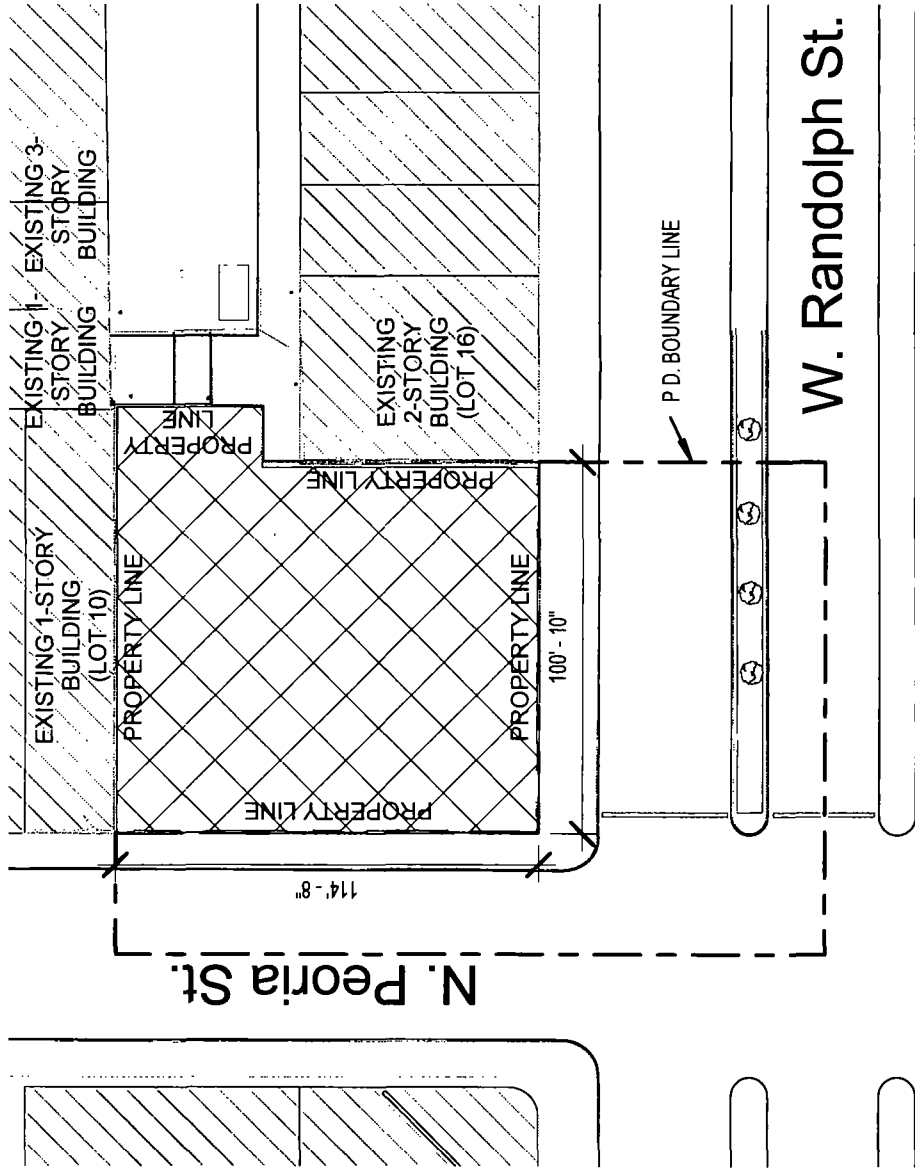 EXISTING 1-STORY
BUILDING
(LOT 10)
EXISTING 1-
STORY
BUILDING
EXISTING 3-
STORY
BUILDING
PROPERTY LINE
PROPERTY
LINE
PROPERTY LINE
PROPERTY LINE
PROPERTY LINE
EXISTING
2-STORY
BUILDING
(LOT 16)
100' - 10"
114' - 8"
P D. BOUNDARY LINE
N. Peoria St.
W. Randolph St.